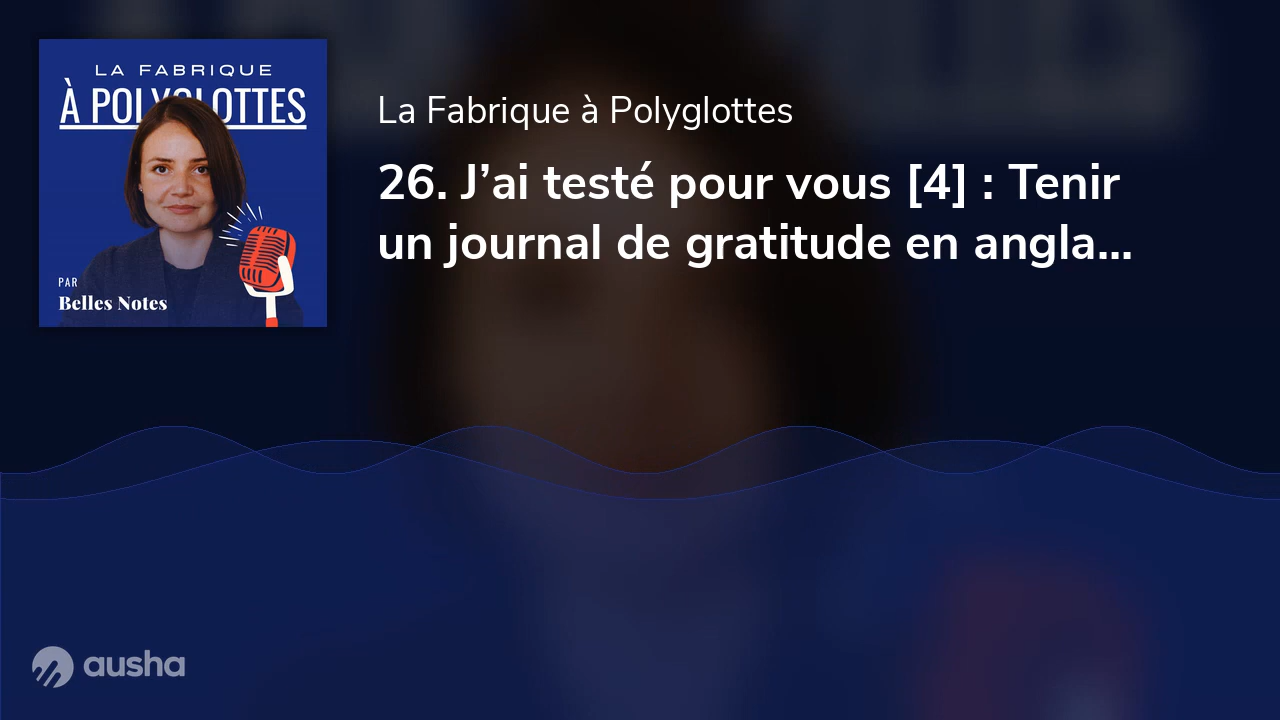 LA FABRIQUE
À POLYGLOTTES
PAR
Belles Notes
La Fabrique à Polyglottes
26. J’ai testé pour vous [4] : Tenir
un journal de gratitude en angla...
ausha